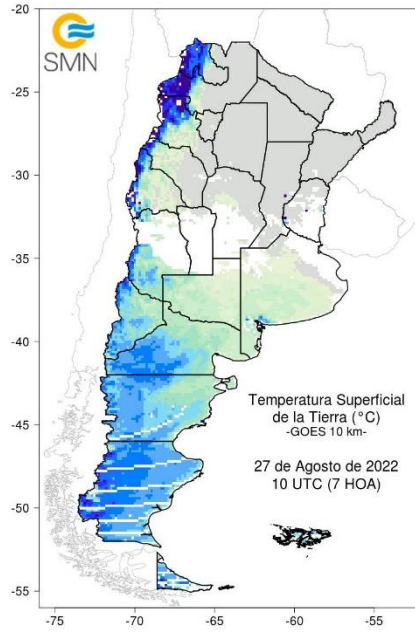 SMN
Temperatura Superficial
de la Tierra (°C)
-GOES 10 km-
27 de Agosto de 2022
10 UTC (7 HOA)
-20
-25
-30
-35
-40
-45
-50
-55
-75
-70
-65
-60
-55